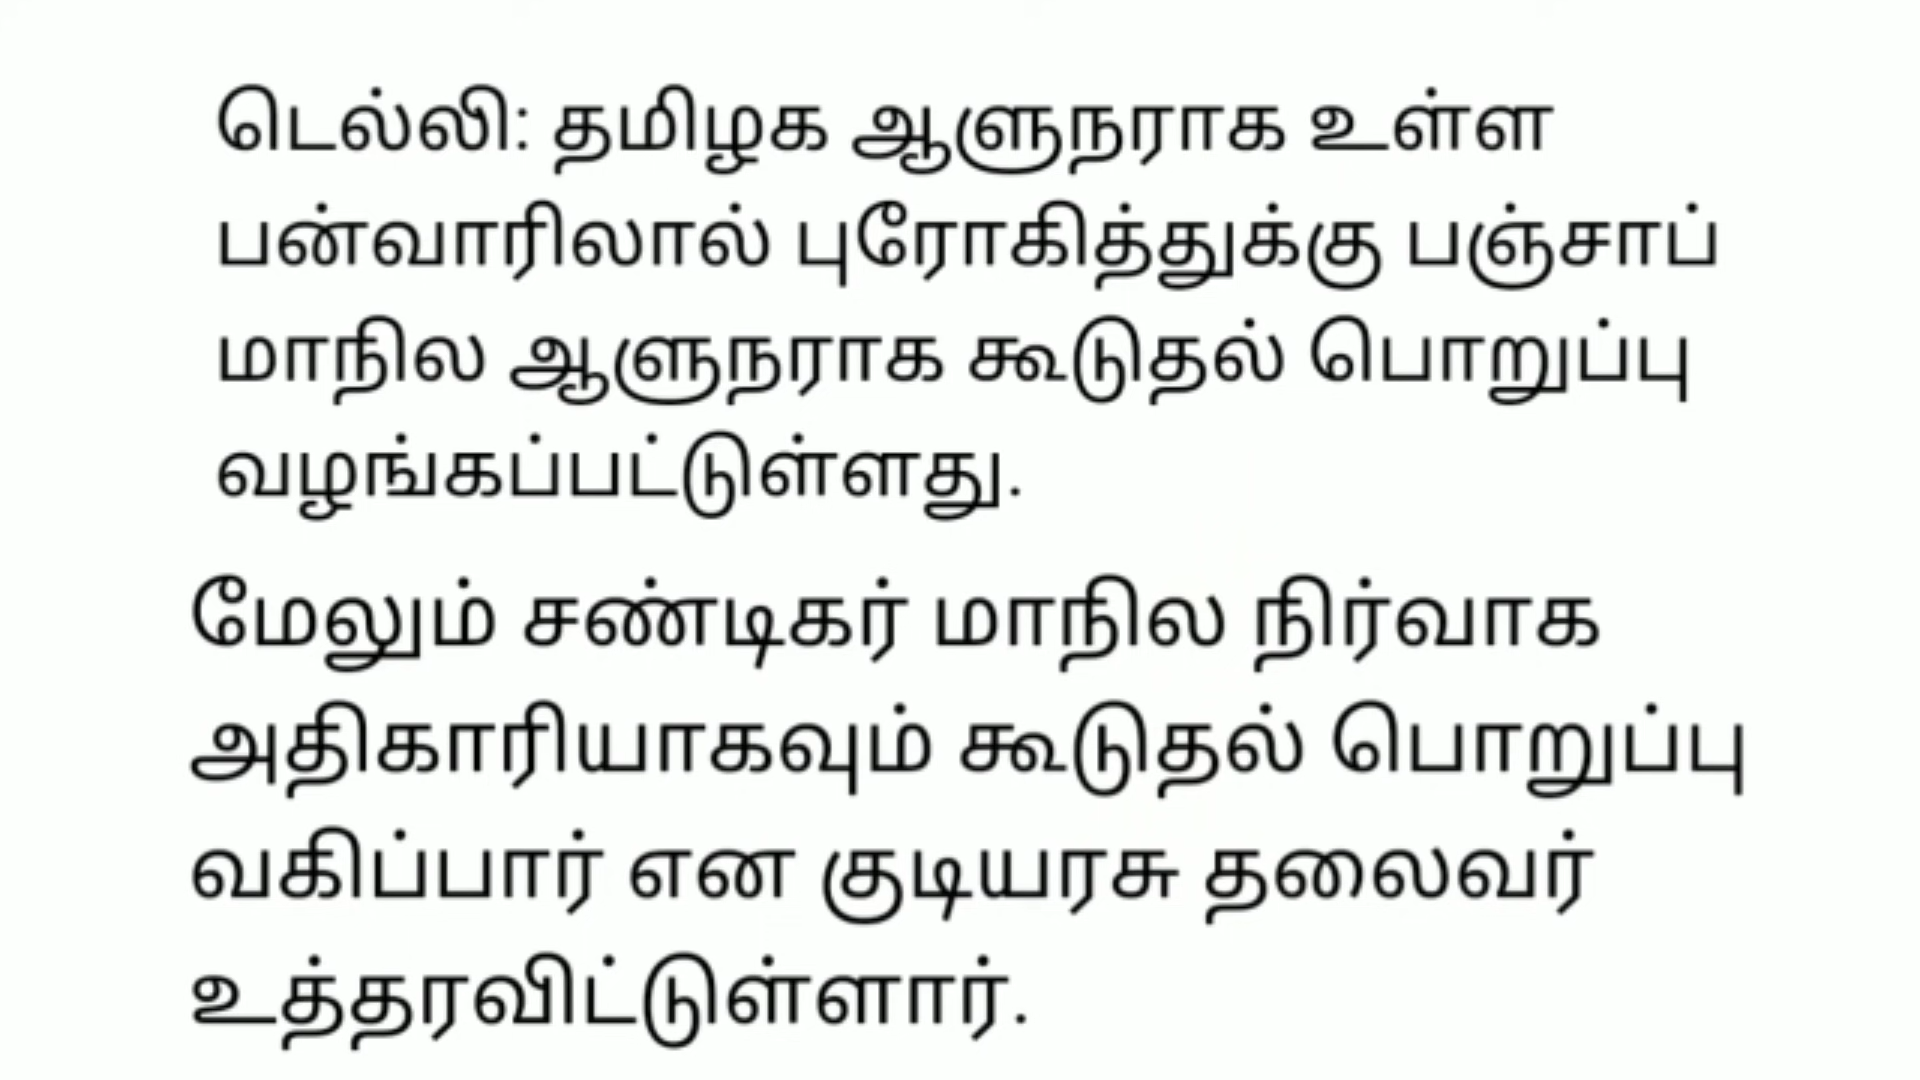 டெல்லி: தமிழக ஆளுநராக உள்ள
பன்வாரிலால் புரோகித்துக்கு பஞ்சாப்
மாநில ஆளுநராக கூடுதல் பொறுப்பு
வழங்கப்பட்டுள்ளது.
மேலும் சண்டிகர் மாநில நிர்வாக
அதிகாரியாகவும் கூடுதல் பொறுப்பு
வகிப்பார் என குடியரசு தலைவர்
உத்தரவிட்டுள்ளார்.